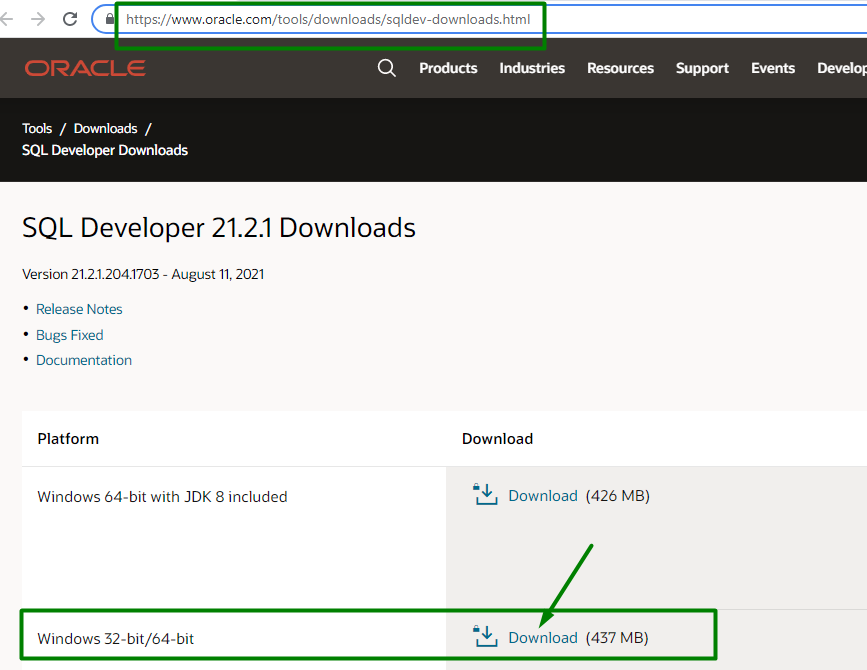 https://www.oracle.com/tools/downloads/sqldev-downloads.html
ORACLE Products Industries Resources Support Events Develop
Tools / Downloads /
SQL Developer Downloads
SQL Developer 21.2.1 Downloads
Version 21.2.1.204.1703 - August 11, 2021
• Release Notes
• Bugs Fixed
• Documentation
Platform Download
Windows 64-bit with JDK 8 included Download (426 MB)
Windows 32-bit/64-bit Download (437 MB)